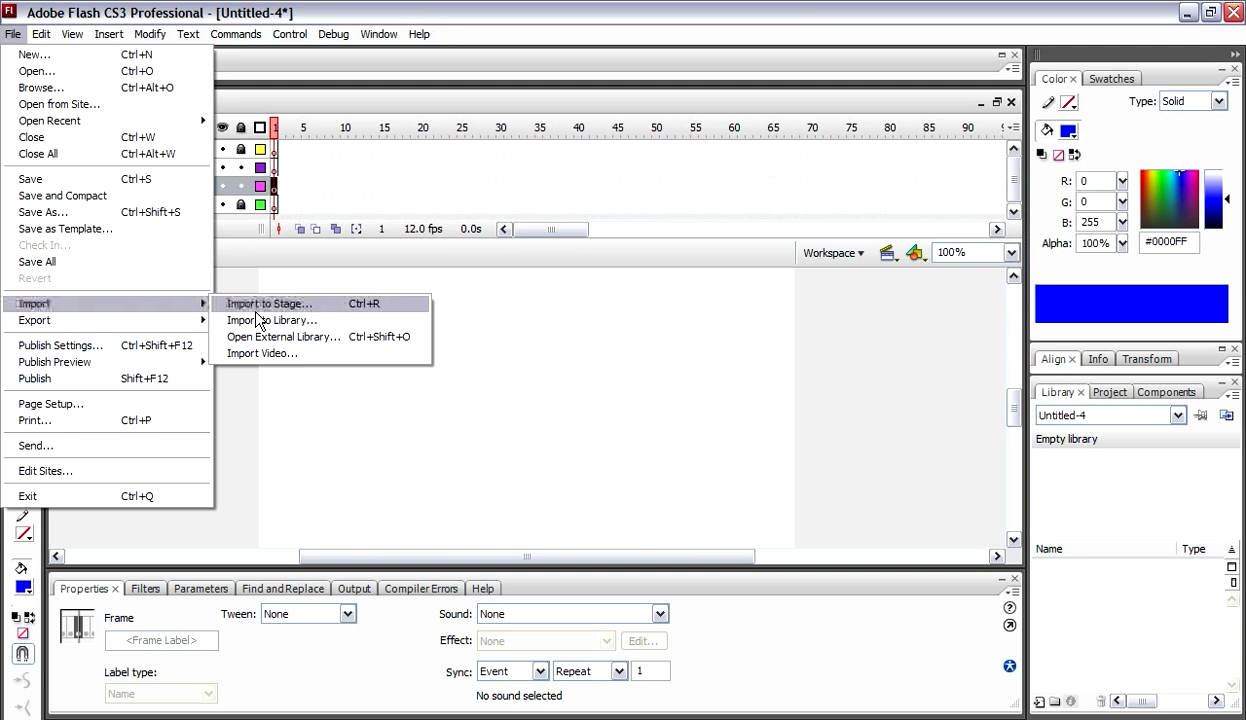 Fl Adobe Flash CS3 Professional - [Untitled-4*]
File Edit View Insert Modify Text Commands Control Debug Window Help
New... Ctrl+N
Open... Ctrl+O
Browse... Ctrl+Alt+O
Open from Site...
Open Recent
Close Ctrl+W
Close All Ctrl+Alt+W
Save Ctrl+S
Save and Compact
Save As... Ctrl+Shift+S
Save as Template...
Check In...
Save All
Revert
Import
Export
Publish Settings... Ctrl+Shift+F12
Publish Preview
Publish Shift+F12
Page Setup...
Print... Ctrl+P
Send...
Edit Sites...
Exit Ctrl+Q
Import to Stage... Ctrl+R
Import to Library...
Open External Library... Ctrl+Shift+O
Import Video...
1 5 10 15 20 25 30 35 40 45 50 55 60 65 70 75 80 85 90
1 12.0 fps 0.0s
Workspace 100%
Color Swatches
Type: Solid
R: 0
G: 0
B: 255
Alpha: 100% #0000FF
Align Info Transform
Library Project Components
Untitled-4
Empty library
Name Type
Properties Filters Parameters Find and Replace Output Compiler Errors Help
Frame
<Frame Label>
Label type:
Name
Tween: None
Sound: None
Effect: None Edit...
Sync: Event Repeat 1
No sound selected